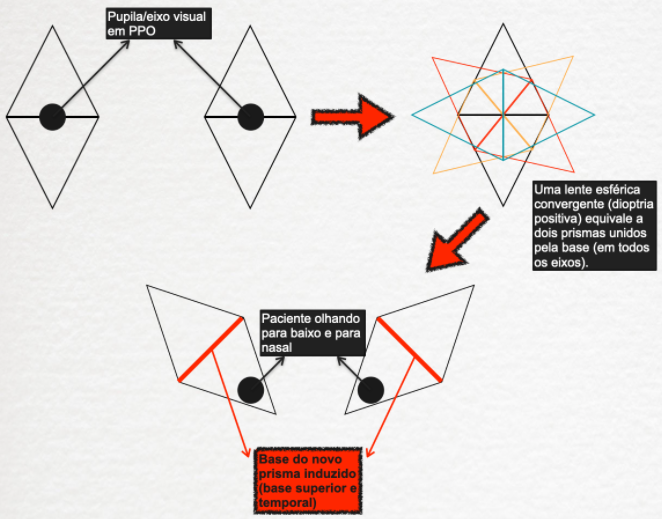 Pupila/eixo visual
em PPO
Uma lente esférica
convergente (dioptria
positiva) equivale a
dois prismas unidos
pela base (em todos
os eixos).
Paciente olhando
para baixo e para
nasal
Base do novo
prisma induzido
(base superior e
temporal)